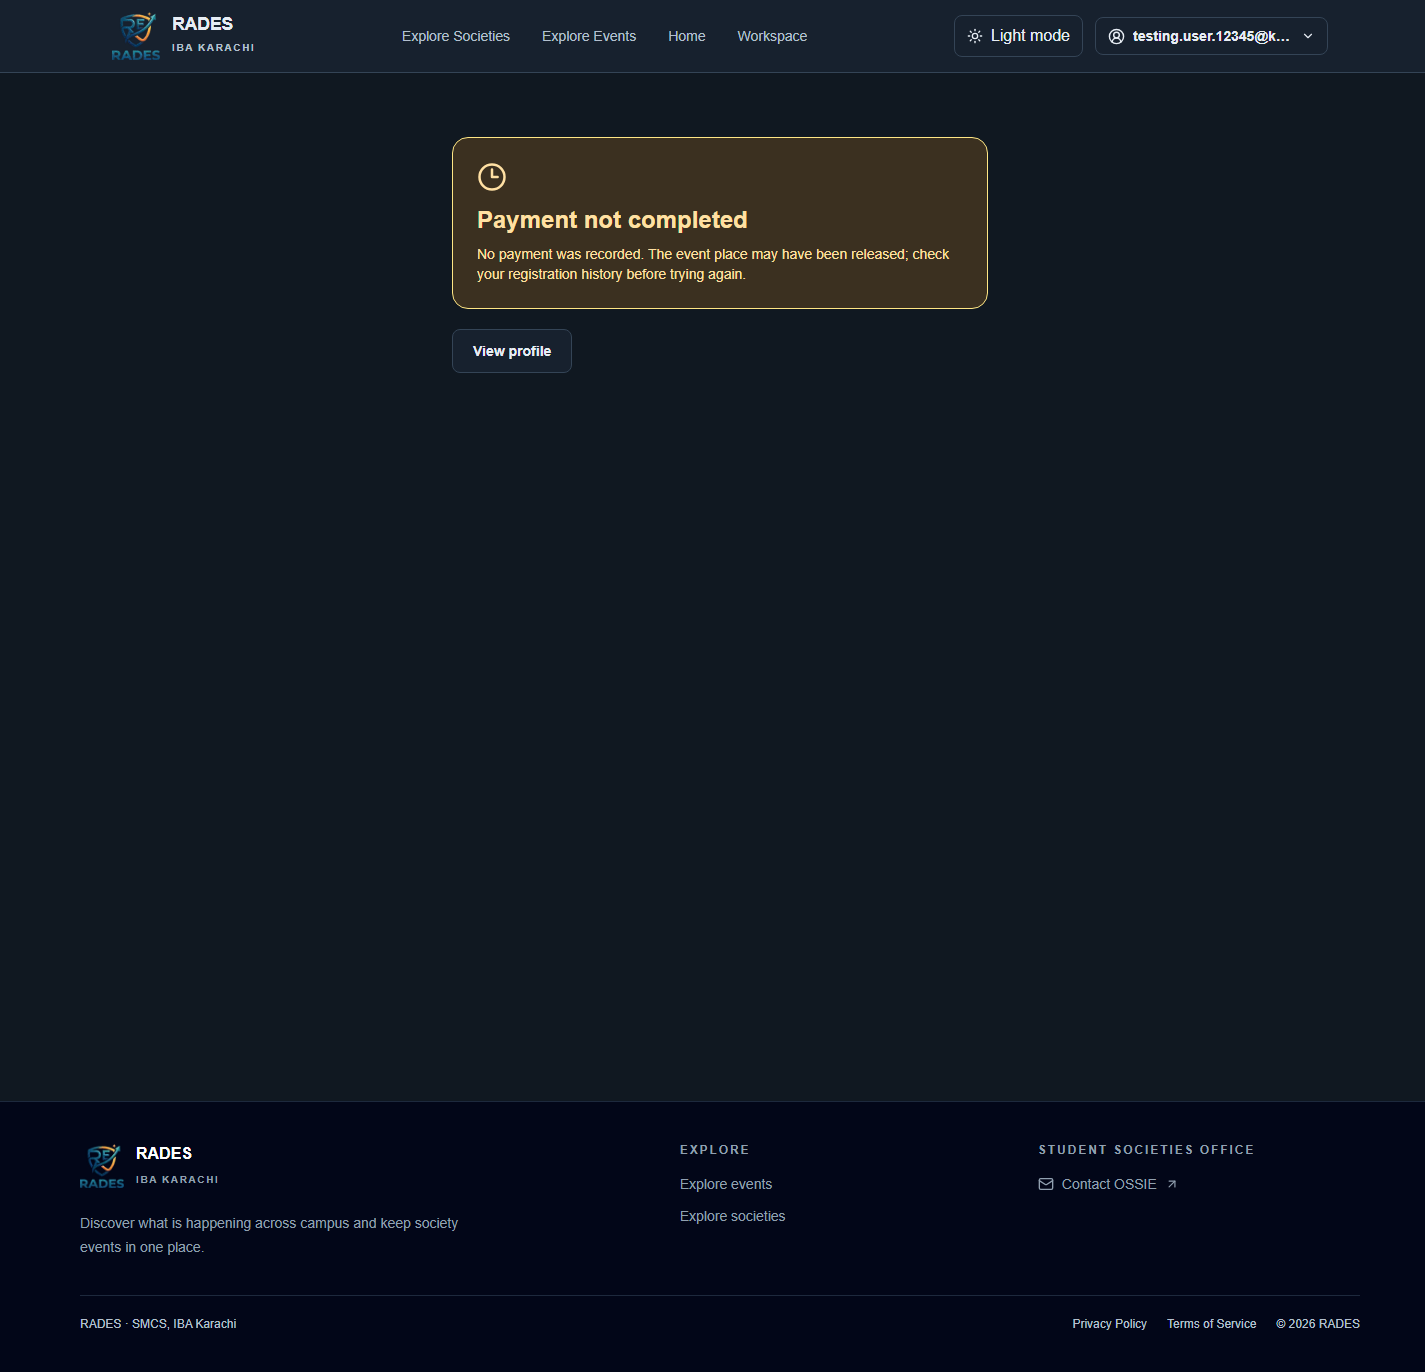 RADES
RADES
IBA KARACHI
Explore Societies
Explore Events
Home
Workspace
Light mode
testing.user.12345@k...
Payment not completed
No payment was recorded. The event place may have been released; check
your registration history before trying again.
View profile
RADES
RADES
IBA KARACHI
Discover what is happening across campus and keep society
events in one place.
EXPLORE
Explore events
Explore societies
STUDENT SOCIETIES OFFICE
Contact OSSIE
RADES · SMCS, IBA Karachi
Privacy Policy
Terms of Service
© 2026 RADES